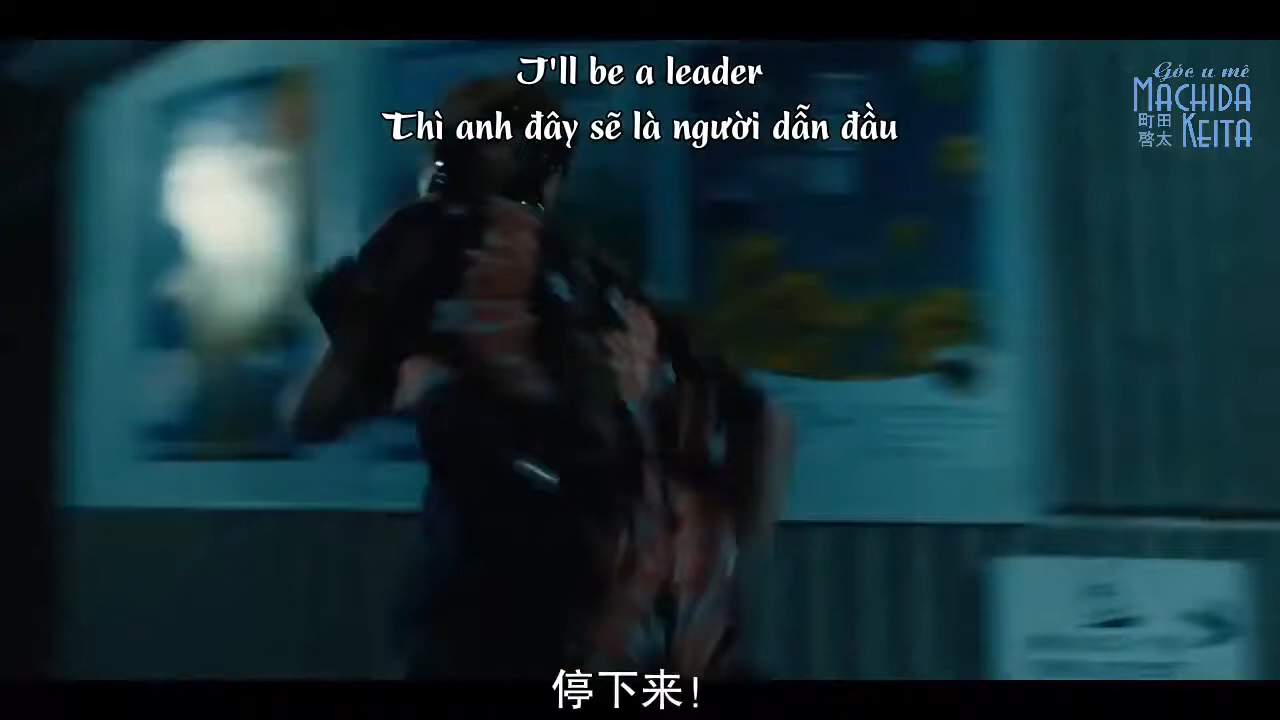 I'll be a leader
Thì anh đây sẽ là người dẫn đầu
Góc u mê
MACHIDA
町田
啓太
KEITA
停下来!